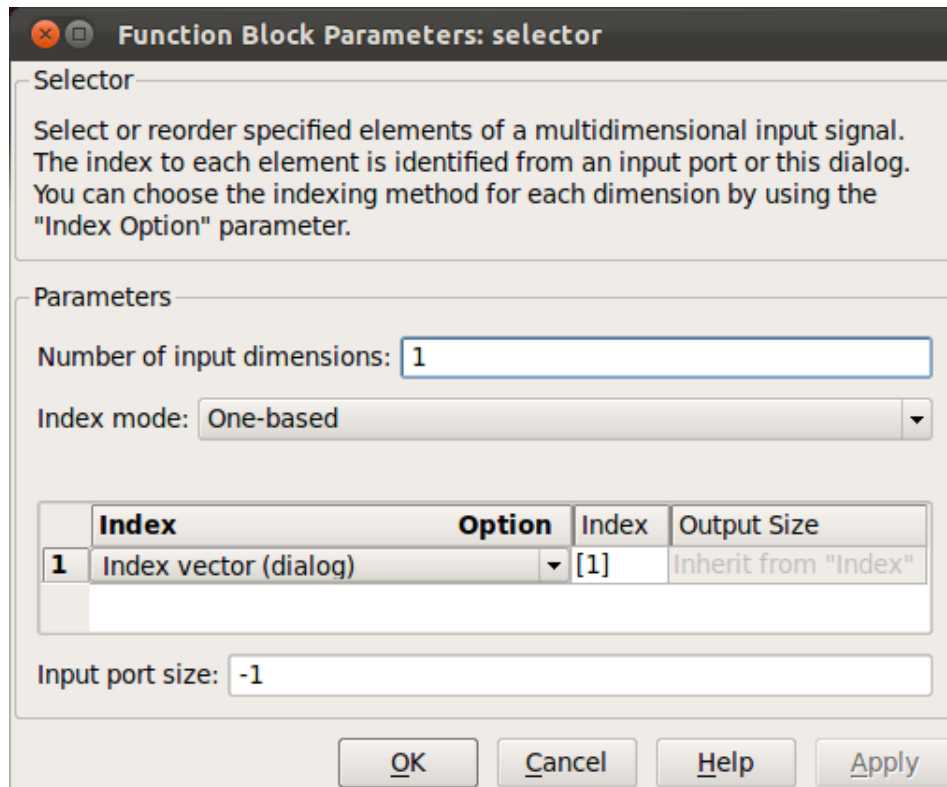 Function Block Parameters: selector
Selector
Select or reorder specified elements of a multidimensional input signal.
The index to each element is identified from an input port or this dialog.
You can choose the indexing method for each dimension by using the
"Index Option" parameter.
Parameters
Number of input dimensions: 1
Index mode: One-based
Index Option Index Output Size
1 Index vector (dialog) [1] Inherit from "Index"
Input port size: -1
OK Cancel Help Apply